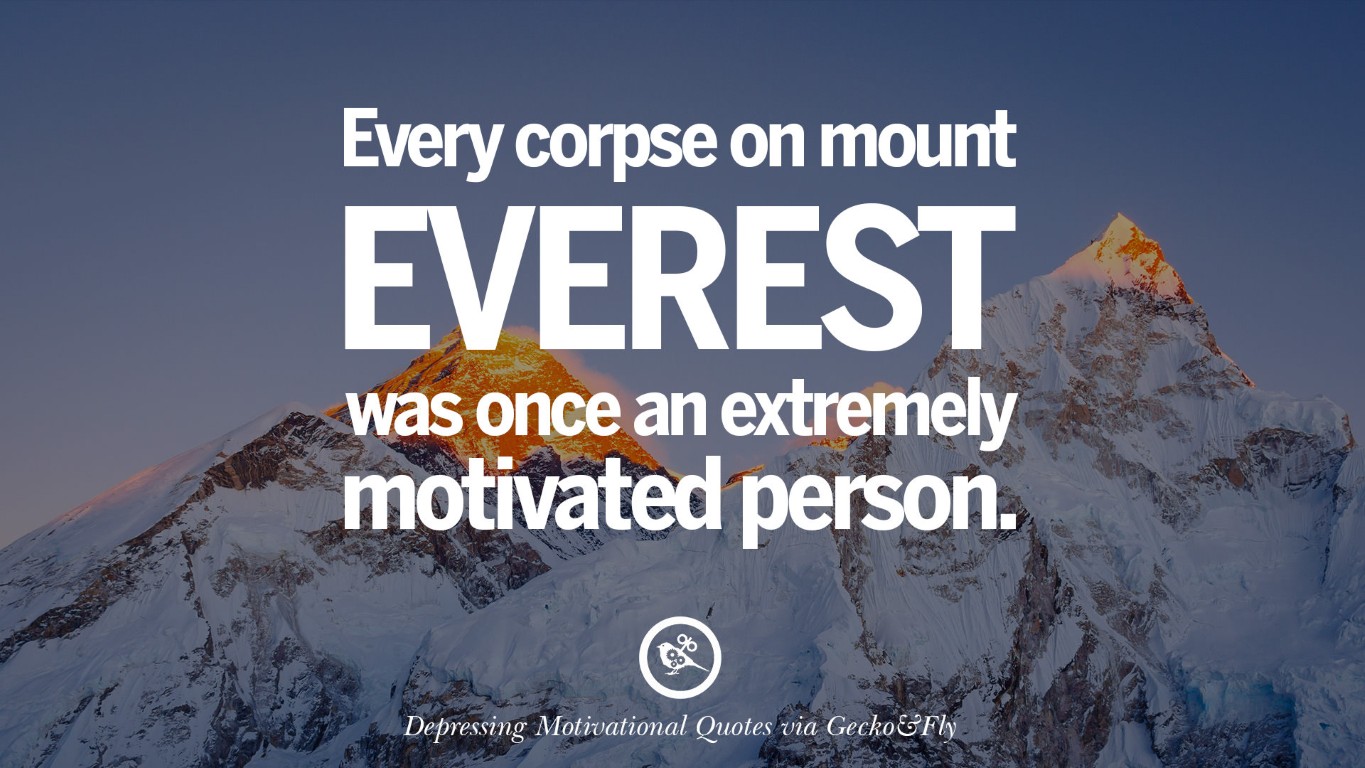 Every corpse on mount
EVEREST
was once an extremely
motivated person.
Depressing Motivational Quotes via Gecko&Fly